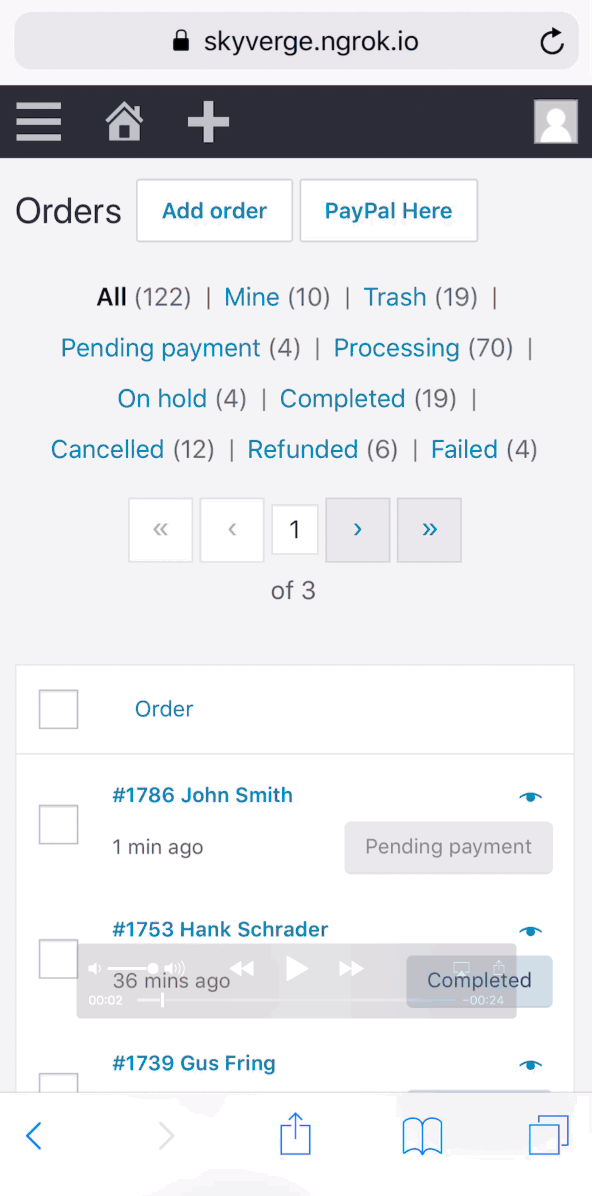 skyverge.ngrok.io
Orders Add order PayPal Here
All (122) | Mine (10) | Trash (19) |
Pending payment (4) | Processing (70) |
On hold (4) | Completed (19) |
Cancelled (12) | Refunded (6) | Failed (4)
« ‹ 1 › »
of 3
Order
#1786 John Smith
1 min ago Pending payment
#1753 Hank Schrader
36 mins ago Completed
00:02 -00:24
#1739 Gus Fring